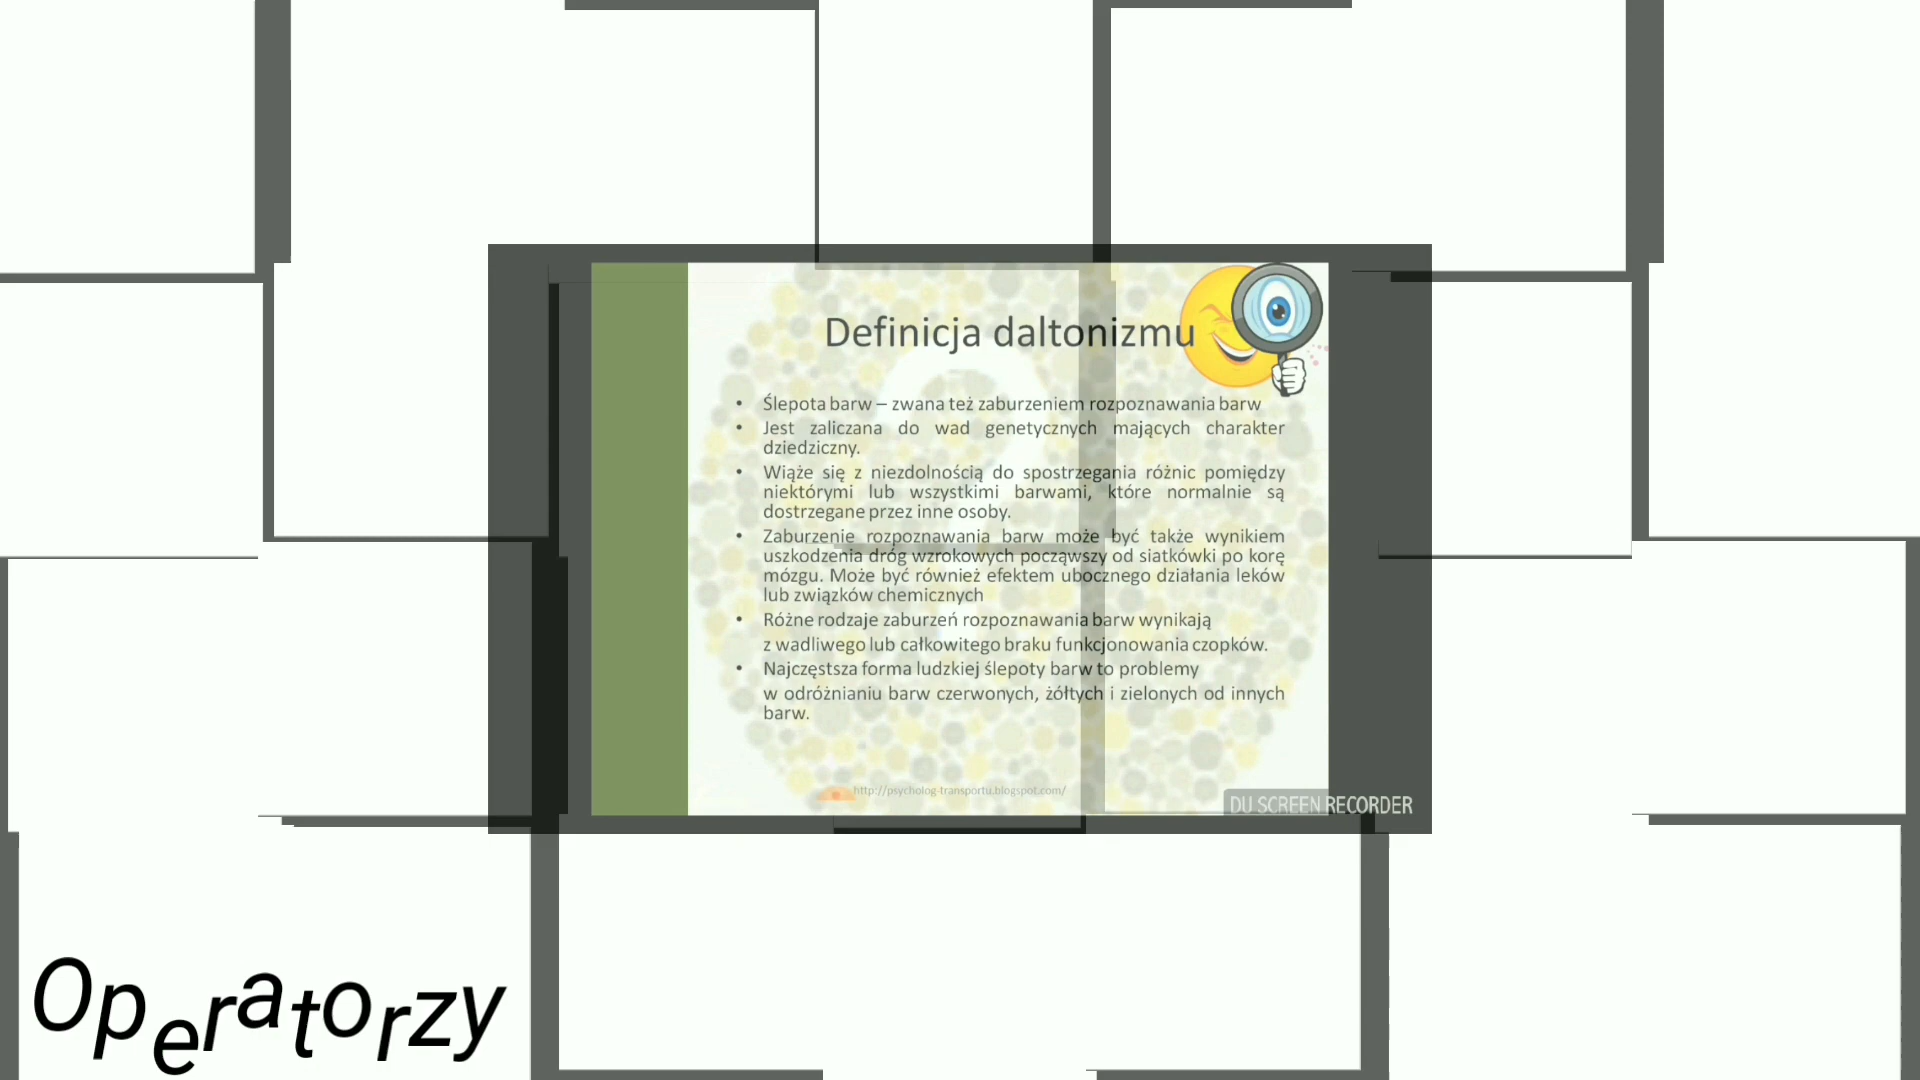 Definicja daltonizmu
• Ślepota barw – zwana też zaburzeniem rozpoznawania barw
• Jest zaliczana do wad genetycznych mających charakter
dziedziczny.
• Wiąże się z niezdolnością do spostrzegania różnic pomiędzy
niektórymi lub wszystkimi barwami, które normalnie są
dostrzegane przez inne osoby.
• Zaburzenie rozpoznawania barw może być także wynikiem
uszkodzenia dróg wzrokowych począwszy od siatkówki po korę
mózgu. Może być również efektem ubocznego działania leków
lub związków chemicznych
• Różne rodzaje zaburzeń rozpoznawania barw wynikają
z wadliwego lub całkowitego braku funkcjonowania czopków.
• Najczęstsza forma ludzkiej ślepoty barw to problemy
w odróżnianiu barw czerwonych, żółtych i zielonych od innych
barw.
http://psycholog-transportu.blogspot.com/
DU SCREEN RECORDER
Operatorzy